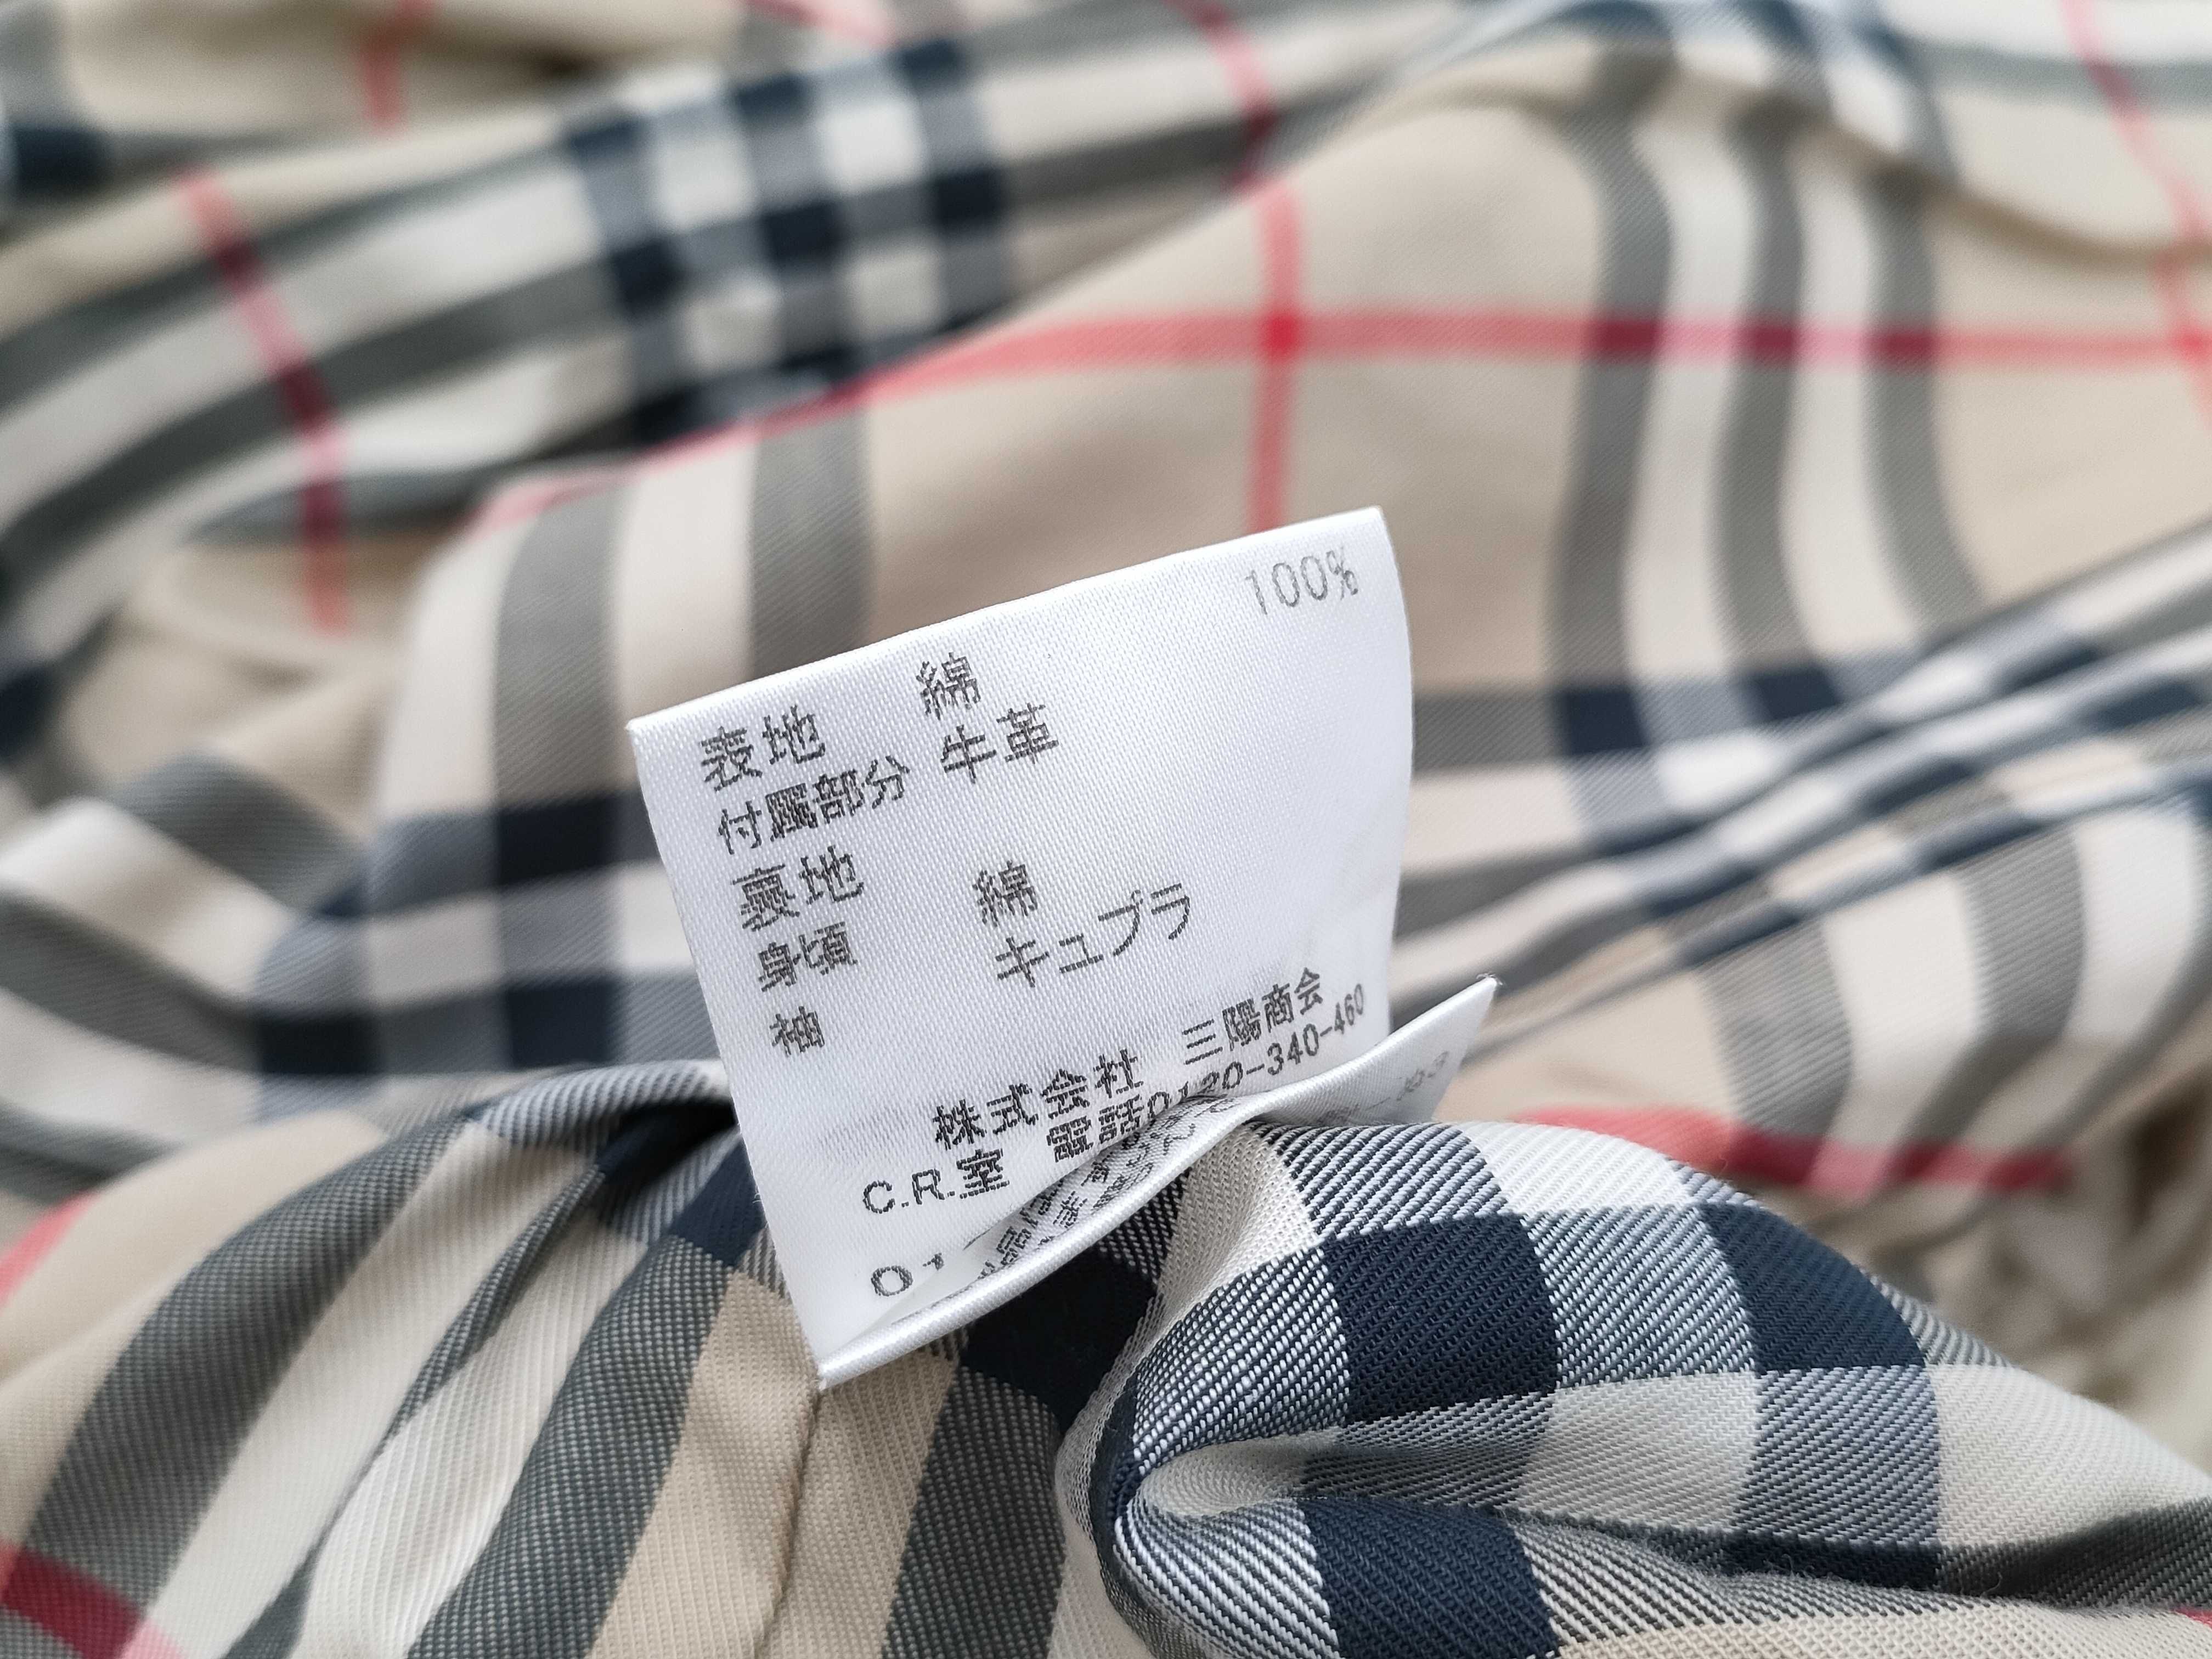 表地 綿 100%
付属部分 牛革
裏地
身頃 綿
袖 キュプラ
株式会社 三陽商会
C.R.室 電話0120-340-460
01